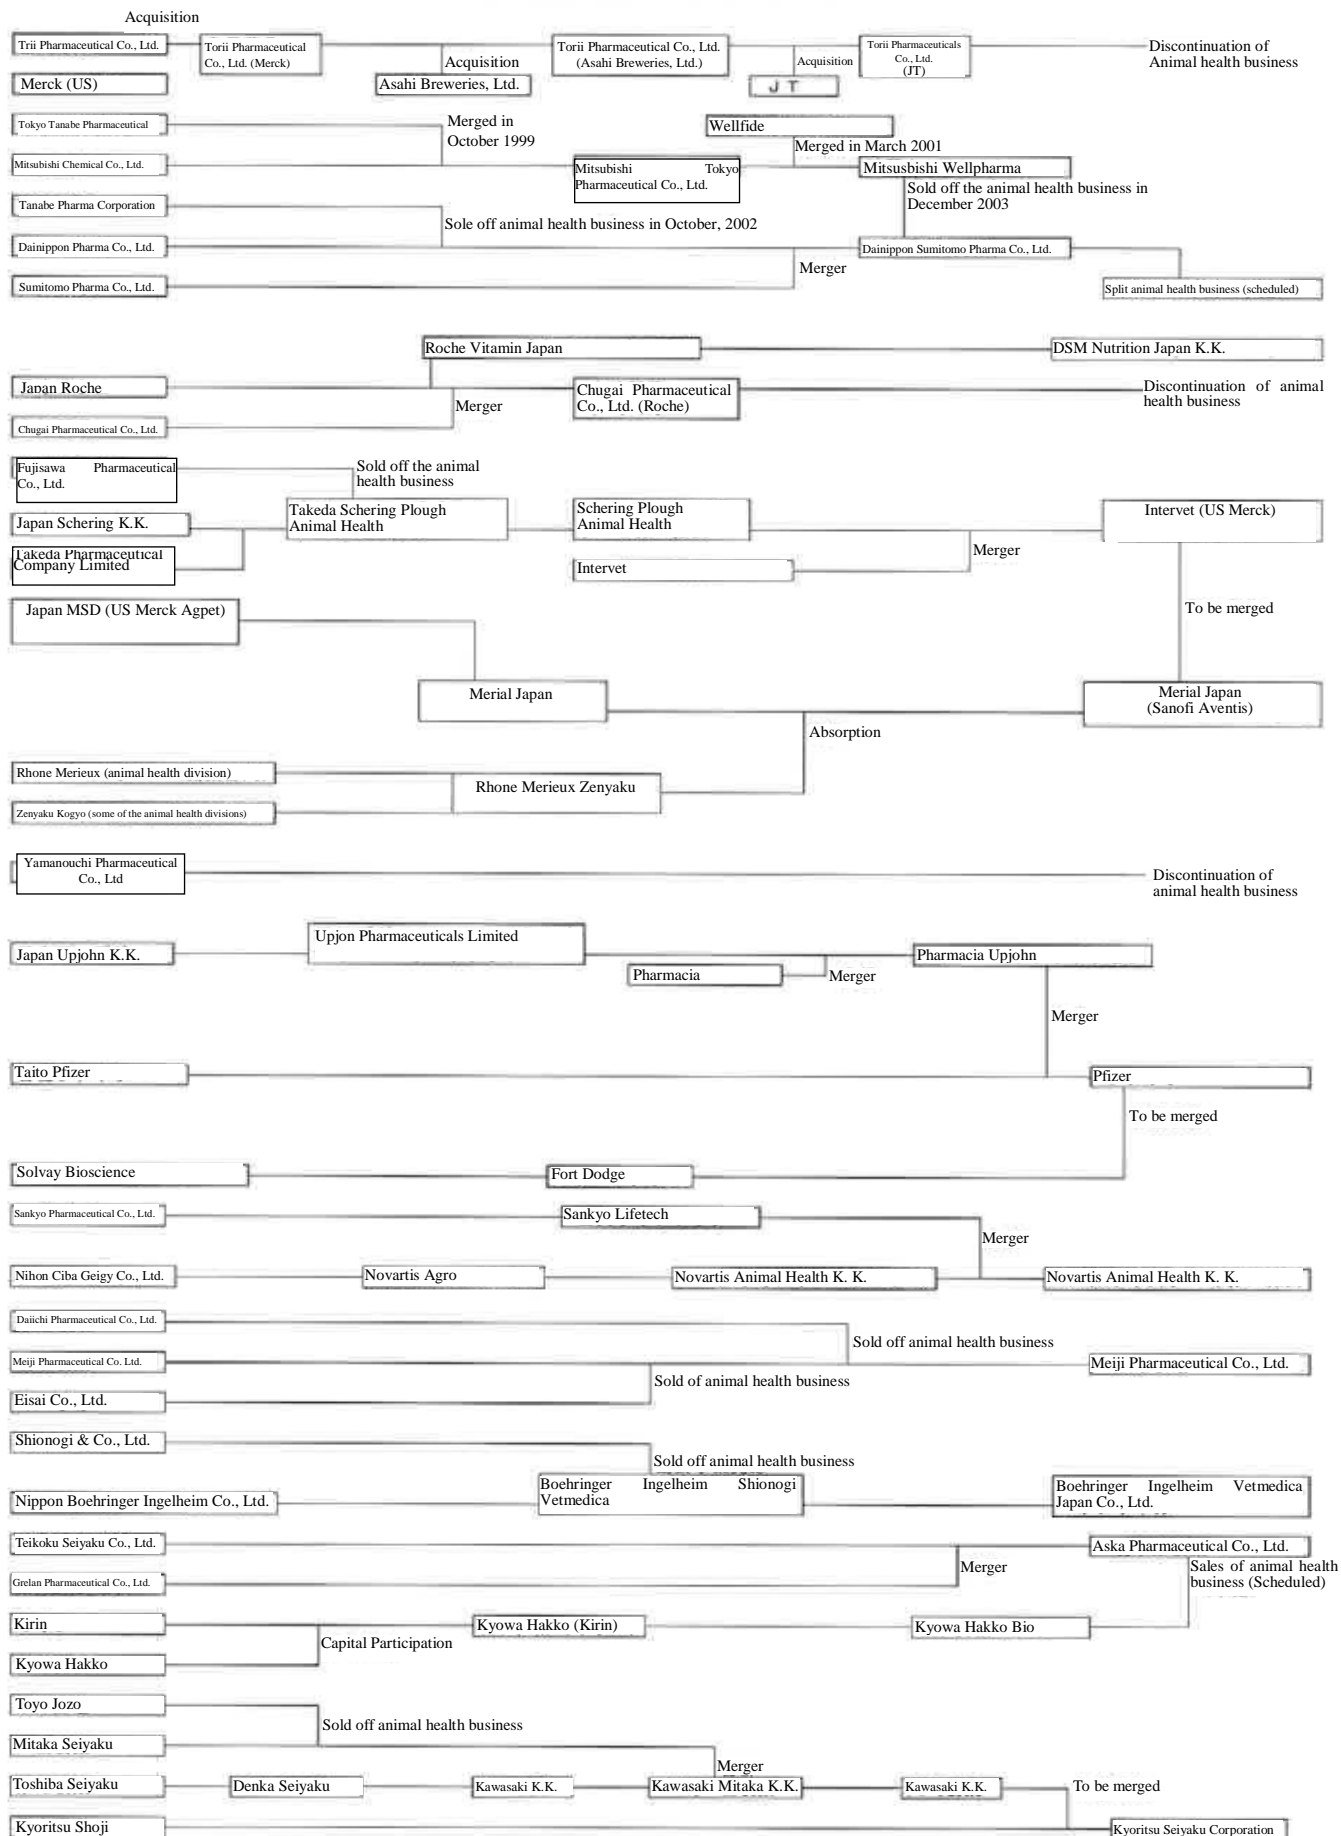 Acquisition
Trii Pharmaceutical Co., Ltd.
Torii Pharmaceutical
Co., Ltd. (Merck)
Acquisition
Torii Pharmaceutical Co., Ltd.
(Asahi Breweries, Ltd.)
Acquisition
Torii Pharmaceuticals
Co., Ltd.
(JT)
Discontinuation of
Animal health business
Merck (US)
Asahi Breweries, Ltd.
J T
Tokyo Tanabe Pharmaceutical
Merged in
October 1999
Wellfide
Merged in March 2001
Mitsubishi Chemical Co., Ltd.
Mitsubishi Tokyo
Pharmaceutical Co., Ltd.
Mitsusbishi Wellpharma
Sold off the animal health business in
December 2003
Tanabe Pharma Corporation
Sole off animal health business in October, 2002
Dainippon Pharma Co., Ltd.
Merger
Dainippon Sumitomo Pharma Co., Ltd.
Sumitomo Pharma Co., Ltd.
Split animal health business (scheduled)
Roche Vitamin Japan
DSM Nutrition Japan K.K.
Japan Roche
Merger
Chugai Pharmaceutical
Co., Ltd. (Roche)
Discontinuation of animal
health business
Chugai Pharmaceutical Co., Ltd.
Fujisawa Pharmaceutical
Co., Ltd.
Sold off the animal
health business
Japan Schering K.K.
Takeda Schering Plough
Animal Health
Schering Plough
Animal Health
Intervet (US Merck)
Takeda Pharmaceutical
Company Limited
Intervet
Merger
Japan MSD (US Merck Agpet)
To be merged
Merial Japan
Merial Japan
(Sanofi Aventis)
Absorption
Rhone Merieux (animal health division)
Rhone Merieux Zenyaku
Zenyaku Kogyo (some of the animal health divisions)
Yamanouchi Pharmaceutical
Co., Ltd
Discontinuation of
animal health business
Japan Upjohn K.K.
Upjon Pharmaceuticals Limited
Pharmacia
Merger
Pharmacia Upjohn
Merger
Taito Pfizer
Pfizer
To be merged
Solvay Bioscience
Fort Dodge
Sankyo Pharmaceutical Co., Ltd.
Sankyo Lifetech
Merger
Nihon Ciba Geigy Co., Ltd.
Novartis Agro
Novartis Animal Health K. K.
Novartis Animal Health K. K.
Daiichi Pharmaceutical Co., Ltd.
Sold off animal health business
Meiji Pharmaceutical Co. Ltd.
Meiji Pharmaceutical Co., Ltd.
Sold of animal health business
Eisai Co., Ltd.
Shionogi & Co., Ltd.
Sold off animal health business
Nippon Boehringer Ingelheim Co., Ltd.
Boehringer Ingelheim Shionogi
Vetmedica
Boehringer Ingelheim Vetmedica
Japan Co., Ltd.
Teikoku Seiyaku Co., Ltd.
Aska Pharmaceutical Co., Ltd.
Merger
Sales of animal health
business (Scheduled)
Grelan Pharmaceutical Co., Ltd.
Kirin
Capital Participation
Kyowa Hakko (Kirin)
Kyowa Hakko Bio
Kyowa Hakko
Toyo Jozo
Sold off animal health business
Mitaka Seiyaku
Merger
Toshiba Seiyaku
Denka Seiyaku
Kawasaki K.K.
Kawasaki Mitaka K.K.
Kawasaki K.K.
To be merged
Kyoritsu Shoji
Kyoritsu Seiyaku Corporation